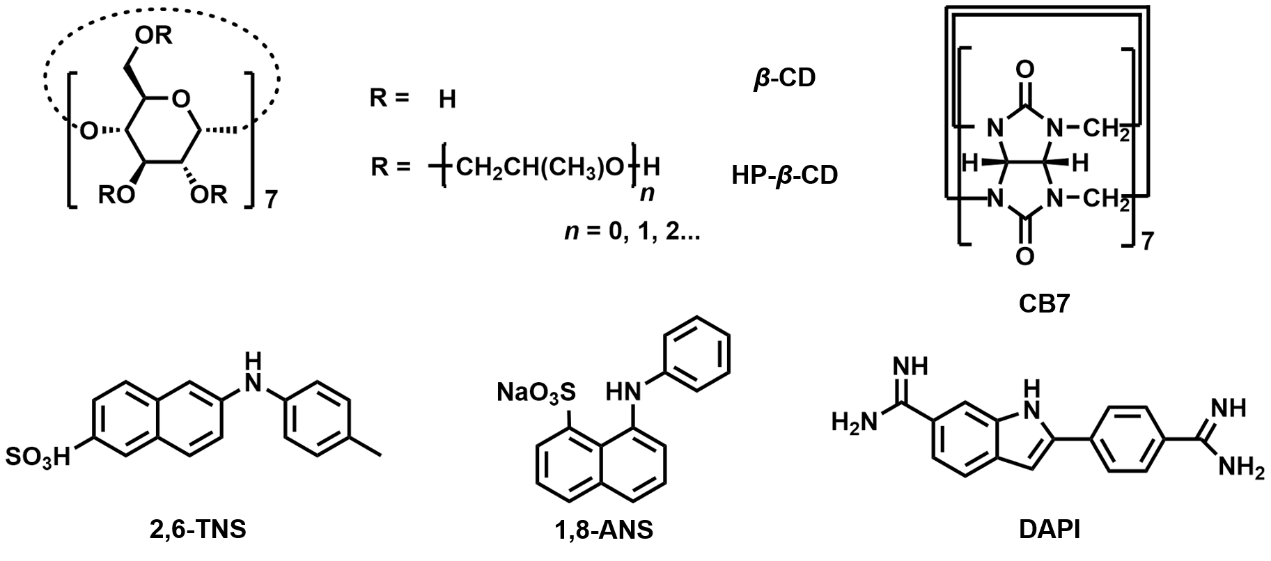 OR
O
O
RO
OR
7
R = H
β-CD
R = CH₂CH(CH₃)O H
n
HP-β-CD
n = 0, 1, 2...
O
N N CH₂
H H
N N CH₂
O
7
CB7
H
N
SO₃H
2,6-TNS
NaO₃S HN
1,8-ANS
NH
H₂N
H
N
NH
NH₂
DAPI